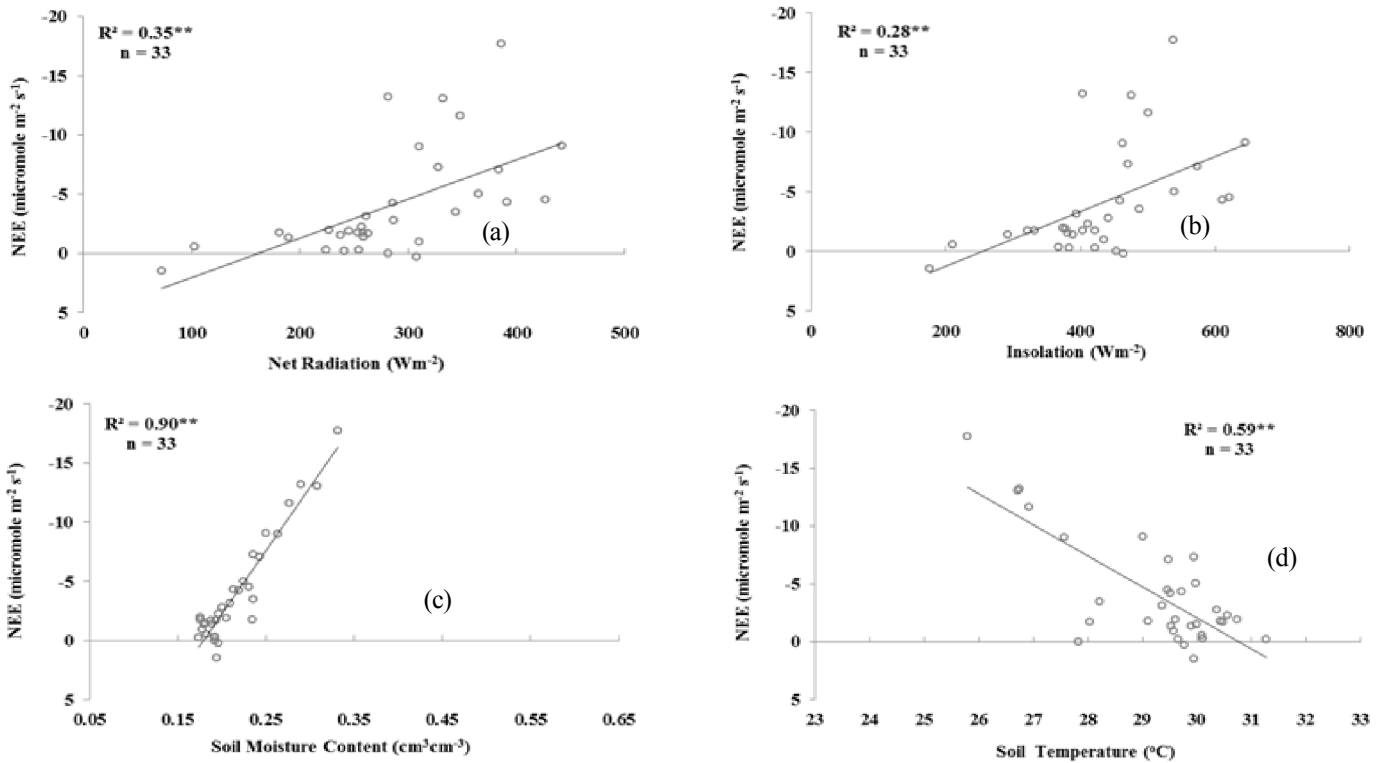 -20
-15
-10
-5
0
5
NEE (micromole m⁻² s⁻¹)
R² = 0.35**
n = 33
(a)
0 100 200 300 400 500
Net Radiation (Wm⁻²)
-20
-15
-10
-5
0
5
NEE (micromole m⁻² s⁻¹)
R² = 0.28**
n = 33
(b)
0 200 400 600 800
Insolation (Wm⁻²)
-20
-15
-10
-5
0
5
NEE (micromole m⁻² s⁻¹)
R² = 0.90**
n = 33
(c)
0.05 0.15 0.25 0.35 0.45 0.55 0.65
Soil Moisture Content (cm³cm⁻³)
-20
-15
-10
-5
0
5
NEE (micromole m⁻² s⁻¹)
R² = 0.59**
n = 33
(d)
23 24 25 26 27 28 29 30 31 32 33
Soil Temperature (°C)